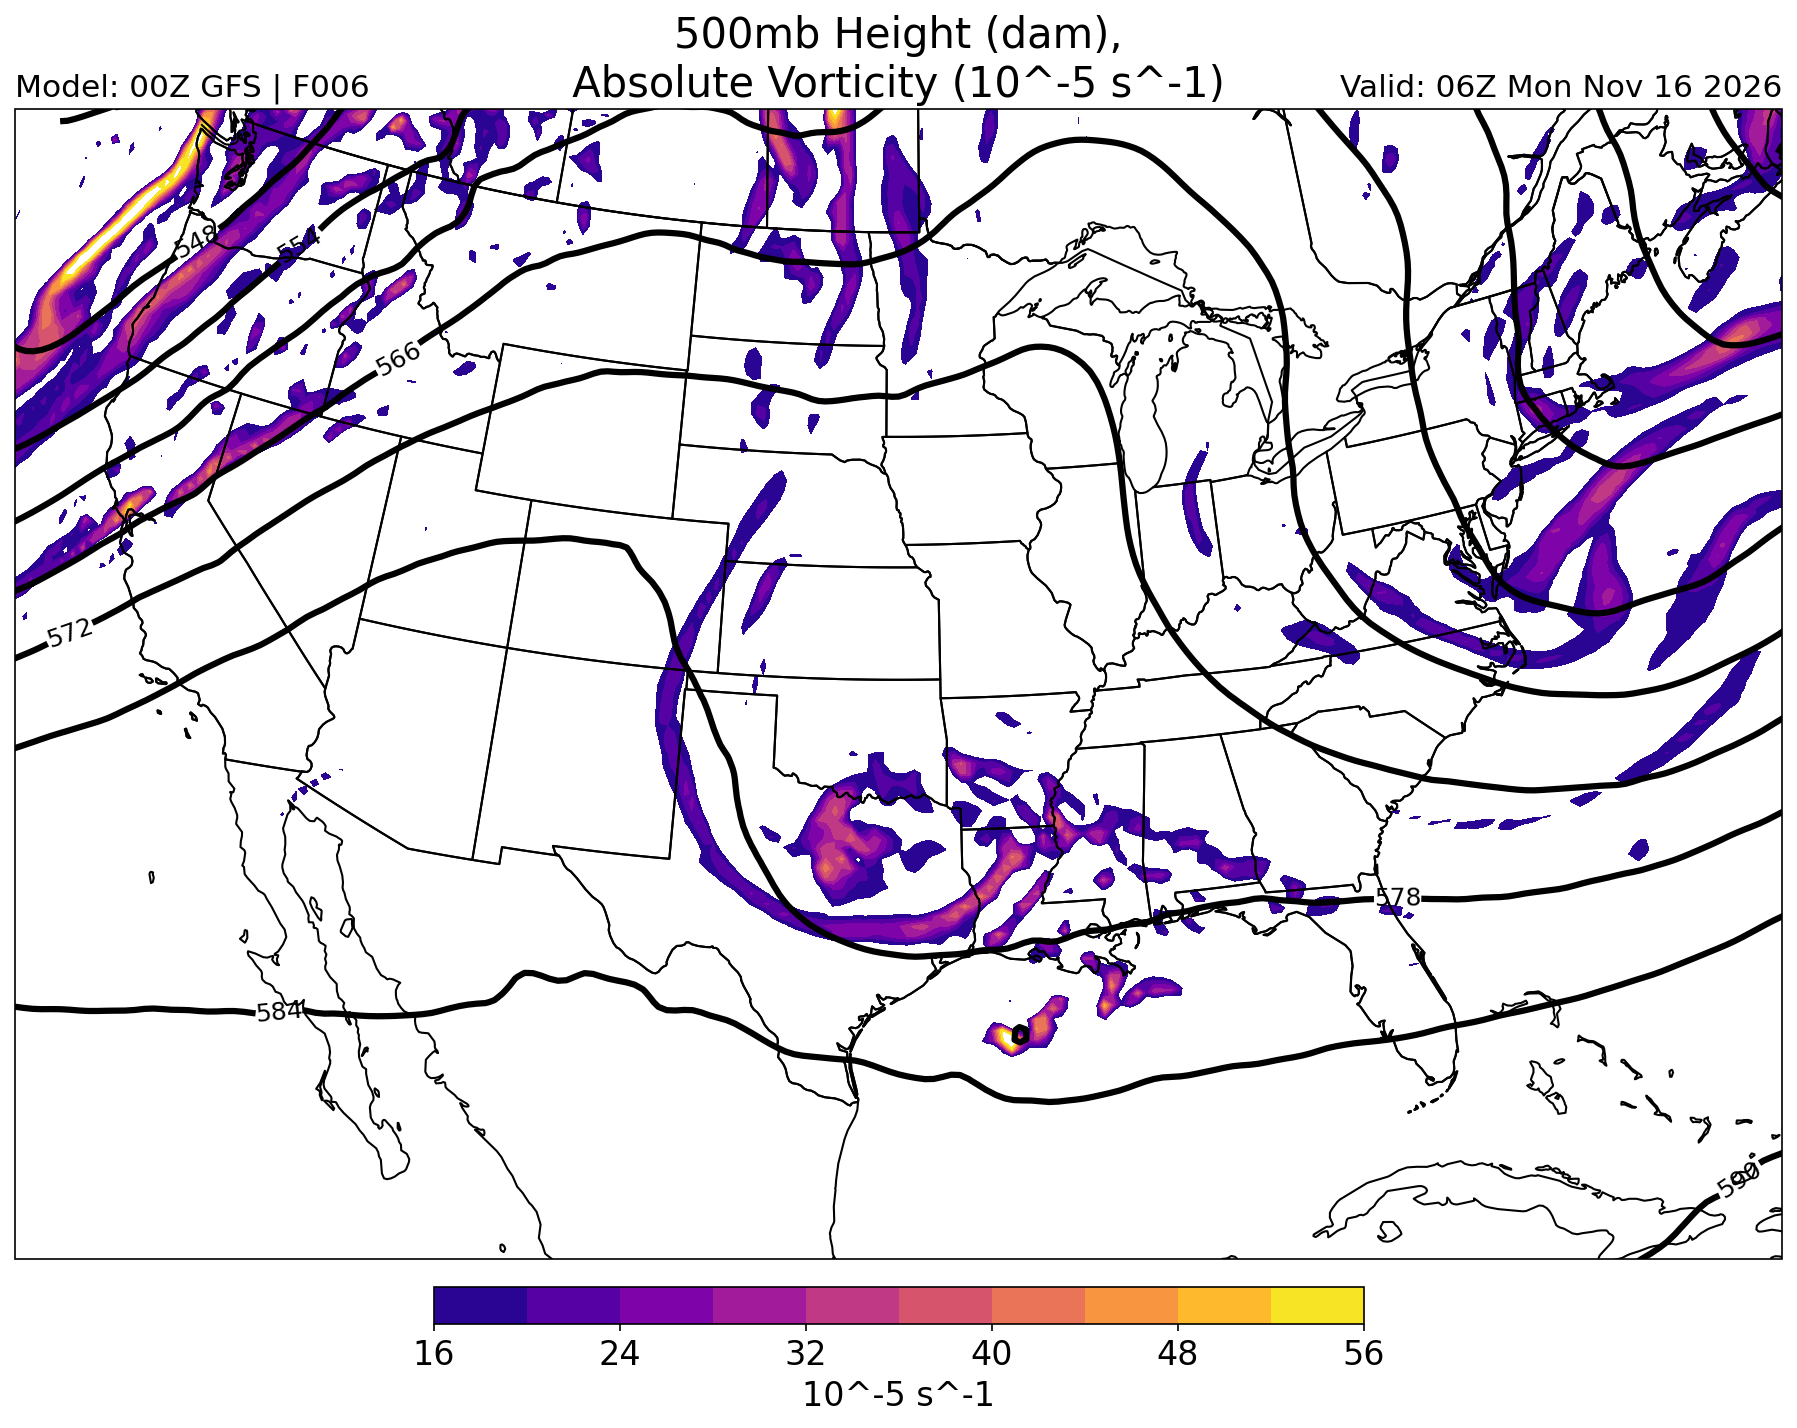 500mb Height (dam),
Absolute Vorticity (10^-5 s^-1)
Model: 00Z GFS | F006
Valid: 06Z Mon Nov 16 2026
548
554
566
572
578
584
590
16 24 32 40 48 56
10^-5 s^-1